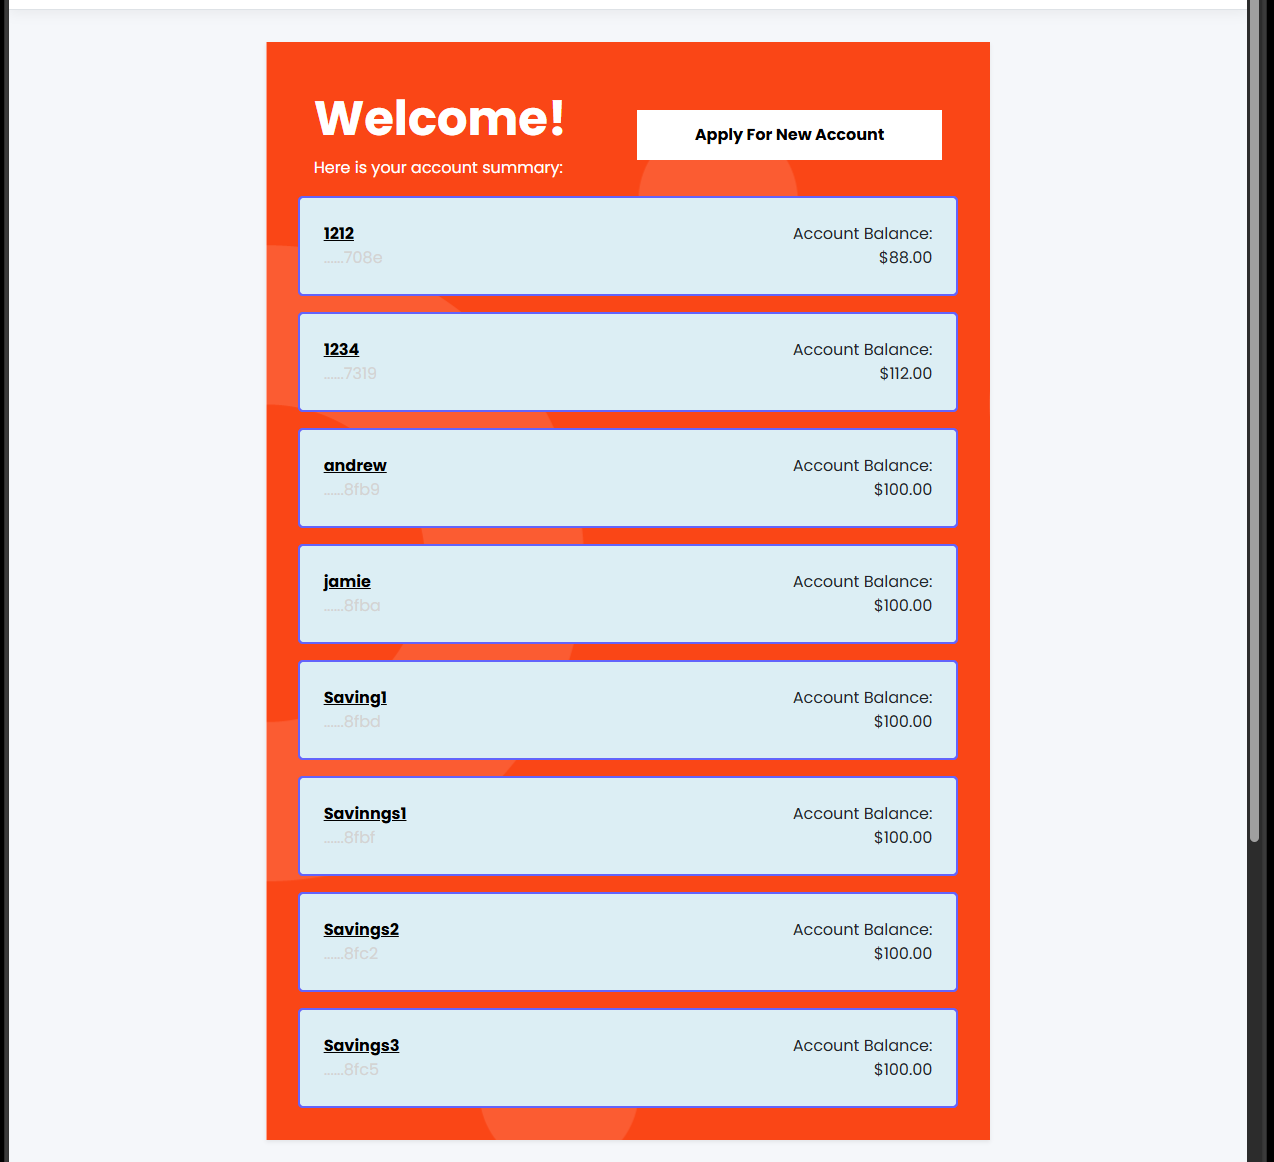 Welcome!
Apply For New Account
Here is your account summary:
1212
Account Balance:
......708e
$88.00
1234
Account Balance:
......7319
$112.00
andrew
Account Balance:
......8fb9
$100.00
jamie
Account Balance:
......8fba
$100.00
Saving1
Account Balance:
......8fbd
$100.00
Savinngs1
Account Balance:
......8fbf
$100.00
Savings2
Account Balance:
......8fc2
$100.00
Savings3
Account Balance:
......8fc5
$100.00